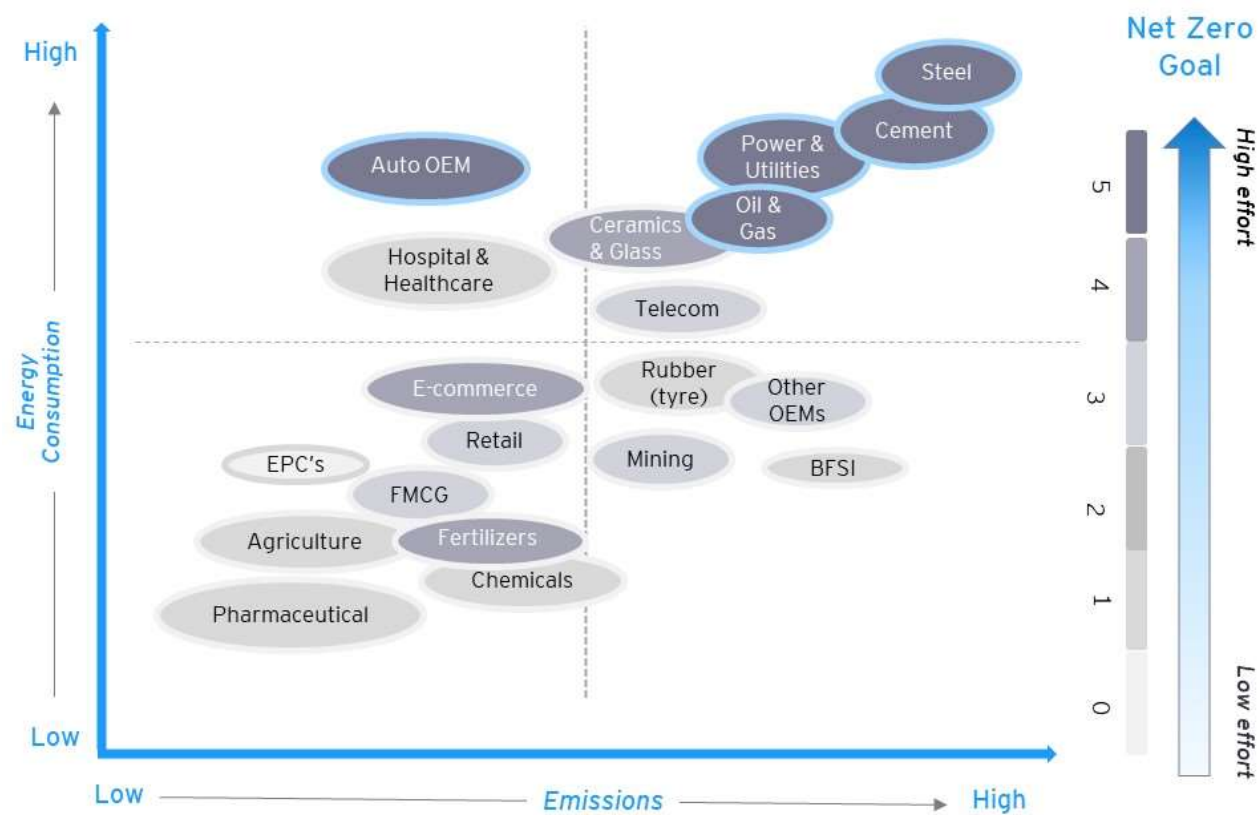 High
Energy
Consumption
Low
Low
Emissions
High
Steel
Cement
Power &
Utilities
Auto OEM
Oil &
Gas
Ceramics
& Glass
Hospital &
Healthcare
Telecom
Rubber
(tyre)
E-commerce
Other
OEMs
Retail
Mining
BFSI
EPC's
FMCG
Agriculture
Fertilizers
Chemicals
Pharmaceutical
Net Zero
Goal
High effort
5
4
3
2
1
0
Low effort